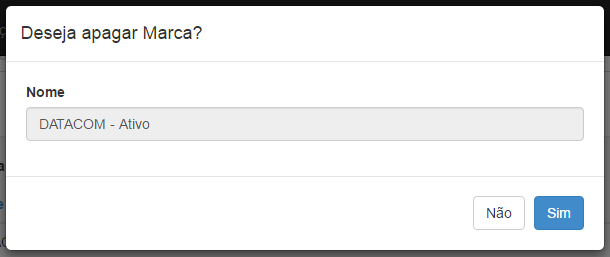 Deseja apagar Marca?
Nome
DATACOM - Ativo
Não
Sim